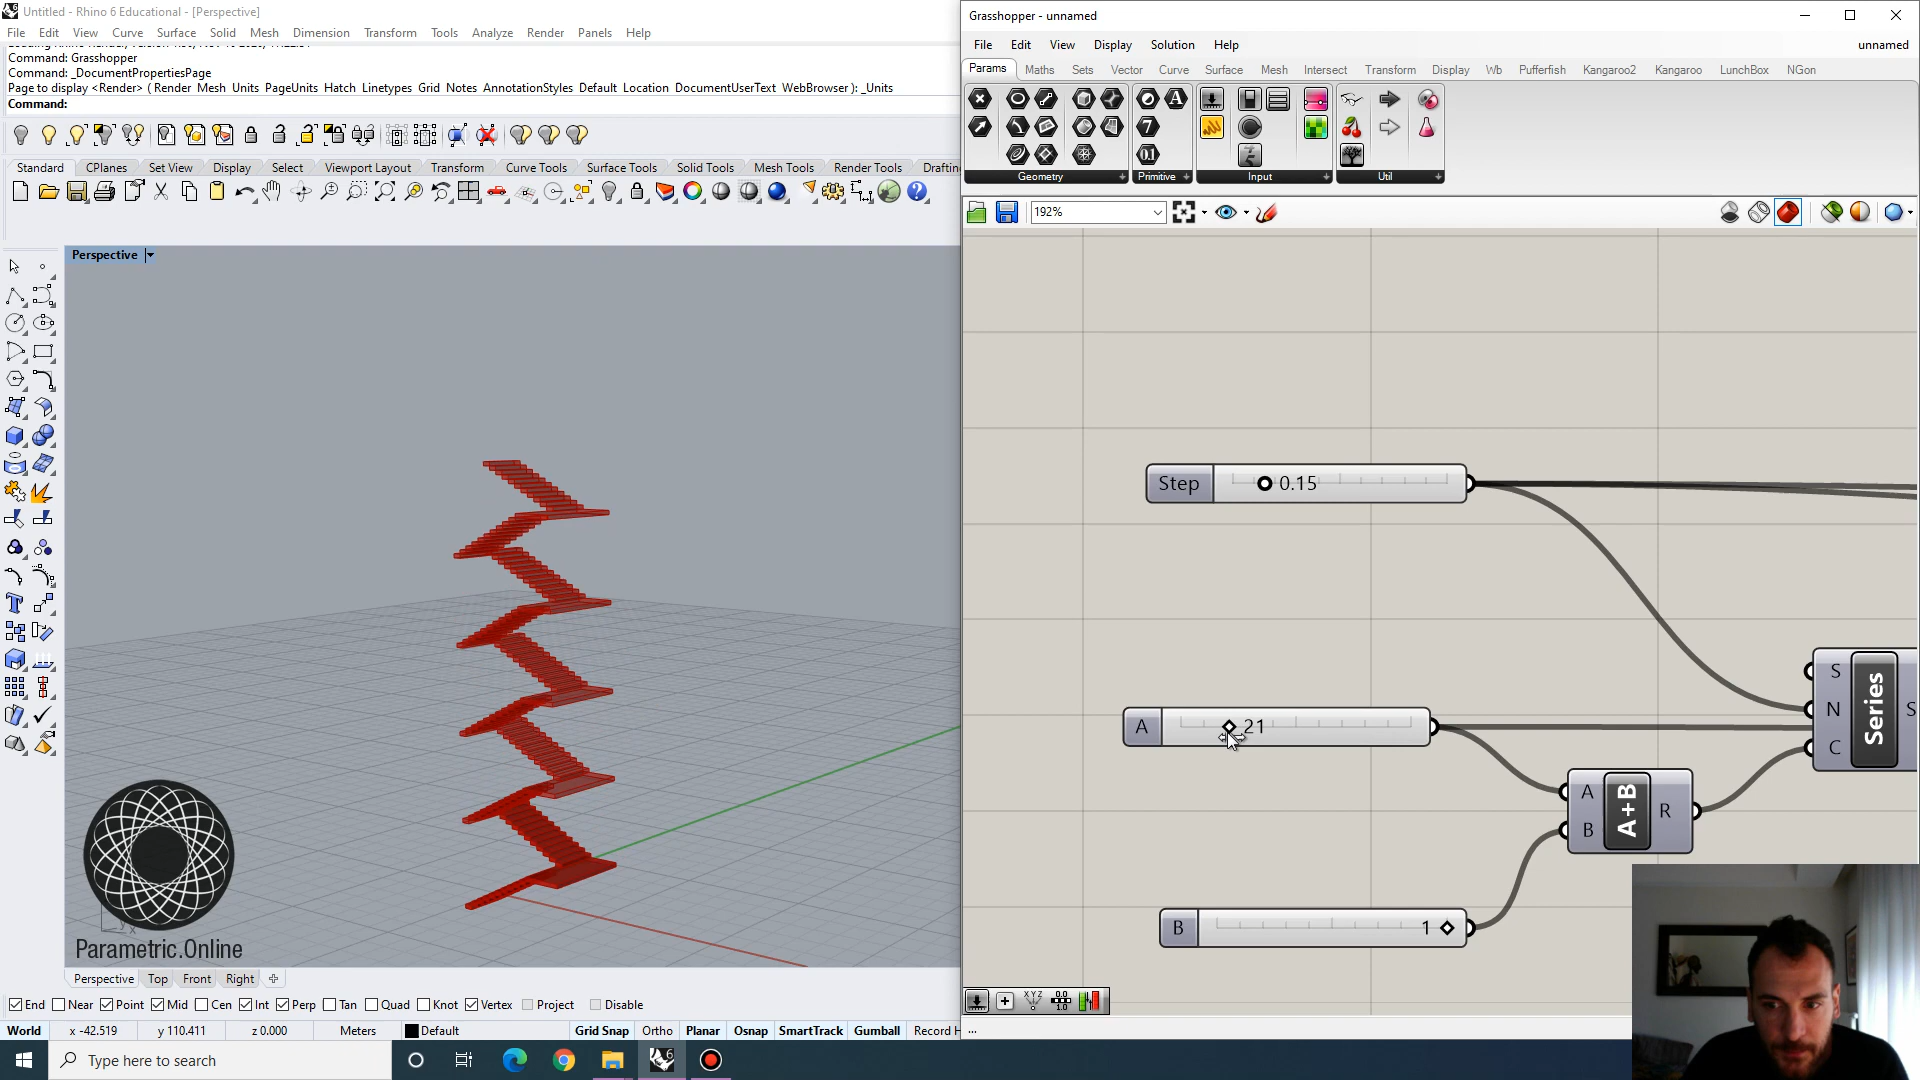 Untitled - Rhino 6 Educational - [Perspective]
File Edit View Curve Surface Solid Mesh Dimension Transform Tools Analyze Render Panels Help
Command: Grasshopper
Command: _DocumentPropertiesPage
Page to display <Render> ( Render Mesh Units PageUnits Hatch Linetypes Grid Notes AnnotationStyles Default Location DocumentUserText WebBrowser ): _Units
Command:
Standard CPlanes Set View Display Select Viewport Layout Transform Curve Tools Surface Tools Solid Tools Mesh Tools Render Tools Draftin
Perspective
Parametric.Online
Perspective Top Front Right
End Near Point Mid Cen Int Perp Tan Quad Knot Vertex Project Disable
World x -42.519 y 110.411 z 0.000 Meters Default Grid Snap Ortho Planar Osnap SmartTrack Gumball Record H
Type here to search
6
Grasshopper - unnamed
File Edit View Display Solution Help
unnamed
Params Maths Sets Vector Curve Surface Mesh Intersect Transform Display Wb Pufferfish Kangaroo2 Kangaroo LunchBox NGon
Geometry Primitive Input Util
192%
Step 0.15
A 21
S
N
C
Series
S
A
B
A+B
R
B 1
...